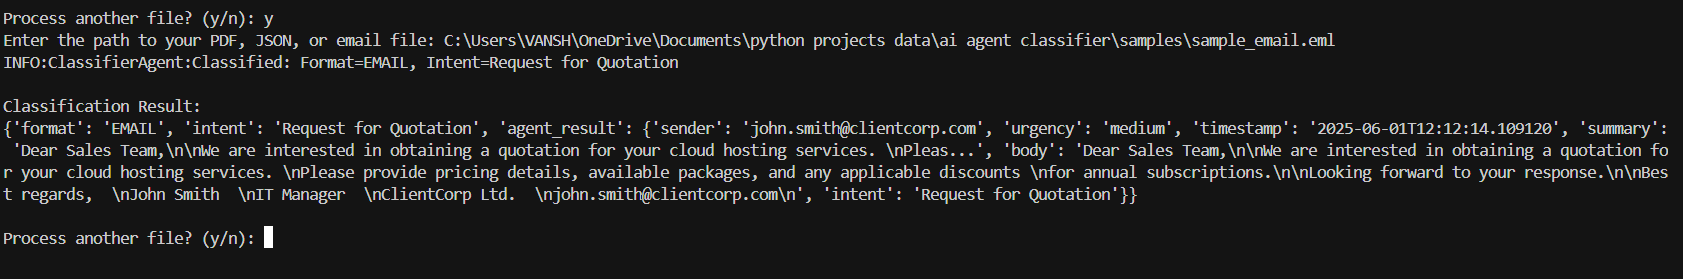 Process another file? (y/n): y
Enter the path to your PDF, JSON, or email file: C:\Users\VANSH\OneDrive\Documents\python projects data\ai agent classifier\samples\sample_email.eml
INFO:ClassifierAgent:Classified: Format=EMAIL, Intent=Request for Quotation
Classification Result:
{'format': 'EMAIL', 'intent': 'Request for Quotation', 'agent_result': {'sender': 'john.smith@clientcorp.com', 'urgency': 'medium', 'timestamp': '2025-06-01T12:12:14.109120', 'summary':
'Dear Sales Team,\n\nWe are interested in obtaining a quotation for your cloud hosting services. \nPleas...', 'body': 'Dear Sales Team,\n\nWe are interested in obtaining a quotation fo
r your cloud hosting services. \nPlease provide pricing details, available packages, and any applicable discounts \nfor annual subscriptions.\n\nLooking forward to your response.\n\nBes
t regards,  \nJohn Smith  \nIT Manager  \nClientCorp Ltd.  \njohn.smith@clientcorp.com\n', 'intent': 'Request for Quotation'}}
Process another file? (y/n):